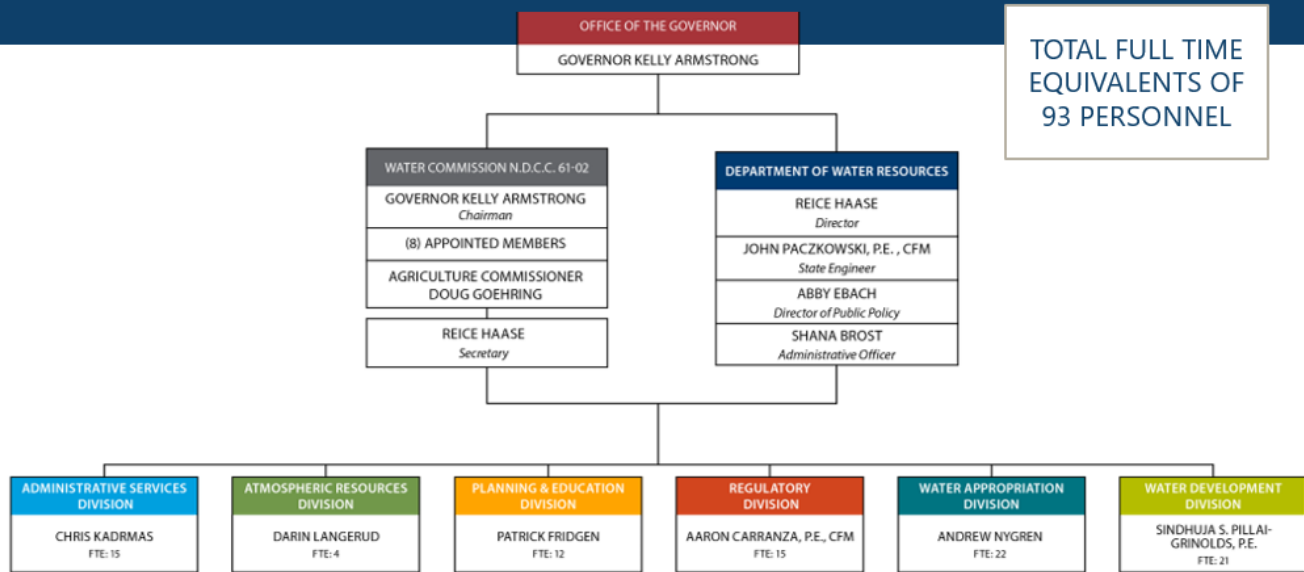 OFFICE OF THE GOVERNOR
GOVERNOR KELLY ARMSTRONG
TOTAL FULL TIME
EQUIVALENTS OF
93 PERSONNEL
WATER COMMISSION N.D.C.C. 61-02
GOVERNOR KELLY ARMSTRONG
Chairman
(8) APPOINTED MEMBERS
AGRICULTURE COMMISSIONER
DOUG GOEHRING
REICE HAASE
Secretary
DEPARTMENT OF WATER RESOURCES
REICE HAASE
Director
JOHN PACZKOWSKI, P.E. , CFM
State Engineer
ABBY EBACH
Director of Public Policy
SHANA BROST
Administrative Officer
ADMINISTRATIVE SERVICES
DIVISION
CHRIS KADRMAS
FTE: 15
ATMOSPHERIC RESOURCES
DIVISION
DARIN LANGERUD
FTE: 4
PLANNING & EDUCATION
DIVISION
PATRICK FRIDGEN
FTE: 12
REGULATORY
DIVISION
AARON CARRANZA, P.E., CFM
FTE: 15
WATER APPROPRIATION
DIVISION
ANDREW NYGREN
FTE: 22
WATER DEVELOPMENT
DIVISION
SINDHUJA S. PILLAI-
GRINOLDS, P.E.
FTE: 21